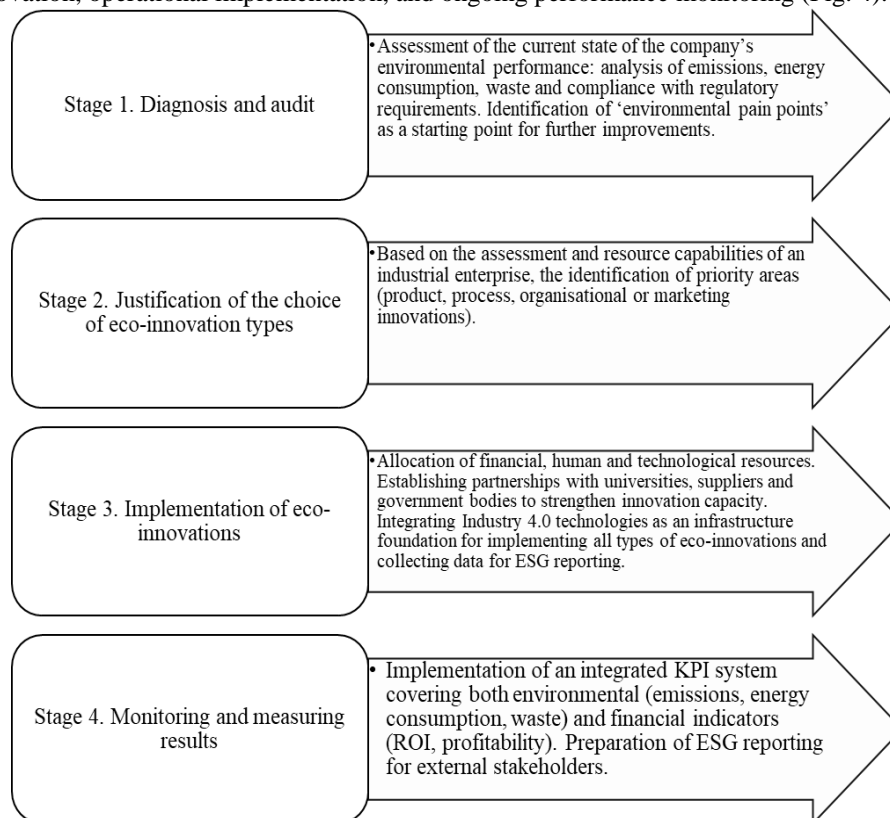 ovation, operational implementation, and ongoing performance monitoring (Fig. 4).
Stage 1. Diagnosis and audit
•Assessment of the current state of the company's
environmental performance: analysis of emissions, energy
consumption, waste and compliance with regulatory
requirements. Identification of ‘environmental pain points’
as a starting point for further improvements.
Stage 2. Justification of the choice
of eco-innovation types
•Based on the assessment and resource capabilities of an
industrial enterprise, the identification of priority areas
(product, process, organisational or marketing
innovations).
Stage 3. Implementation of eco-
innovations
•Allocation of financial, human and technological resources.
Establishing partnerships with universities, suppliers and
government bodies to strengthen innovation capacity.
Integrating Industry 4.0 technologies as an infrastructure
foundation for implementing all types of eco-innovations and
collecting data for ESG reporting.
Stage 4. Monitoring and measuring
results
• Implementation of an integrated KPI system
covering both environmental (emissions, energy
consumption, waste) and financial indicators
(ROI, profitability). Preparation of ESG reporting
for external stakeholders.